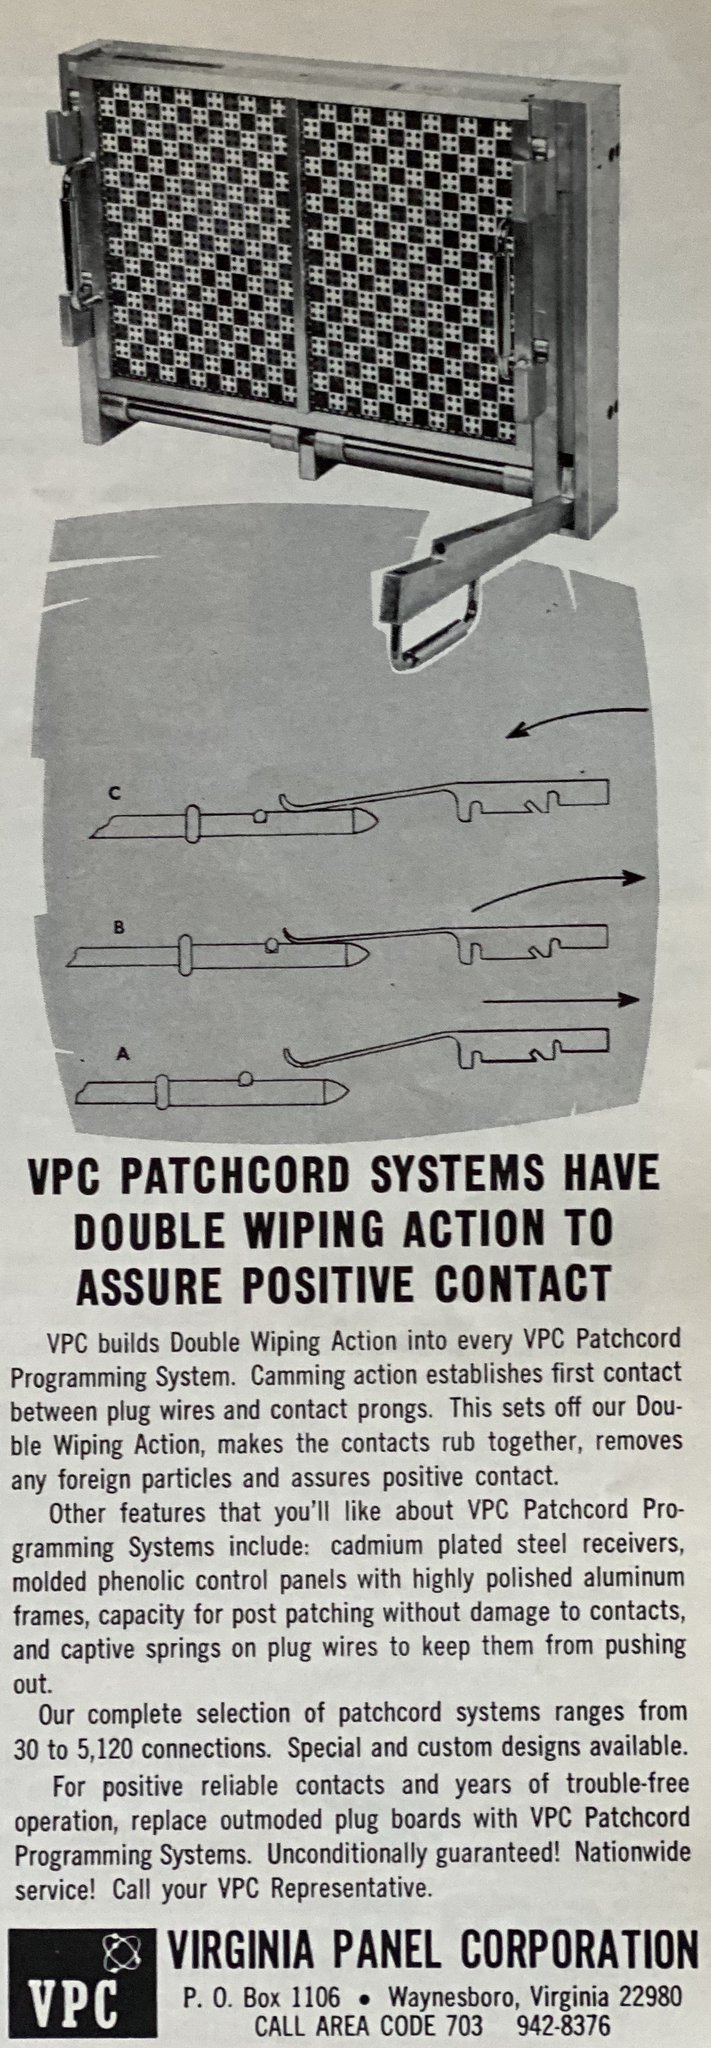 C
B
A
VPC PATCHCORD SYSTEMS HAVE
DOUBLE WIPING ACTION TO
ASSURE POSITIVE CONTACT
VPC builds Double Wiping Action into every VPC Patchcord
Programming System. Camming action establishes first contact
between plug wires and contact prongs. This sets off our Dou-
ble Wiping Action, makes the contacts rub together, removes
any foreign particles and assures positive contact.
Other features that you'll like about VPC Patchcord Pro-
gramming Systems include: cadmium plated steel receivers,
molded phenolic control panels with highly polished aluminum
frames, capacity for post patching without damage to contacts,
and captive springs on plug wires to keep them from pushing
out.
Our complete selection of patchcord systems ranges from
30 to 5,120 connections. Special and custom designs available.
For positive reliable contacts and years of trouble-free
operation, replace outmoded plug boards with VPC Patchcord
Programming Systems. Unconditionally guaranteed! Nationwide
service! Call your VPC Representative.
VPC
VIRGINIA PANEL CORPORATION
P. O. Box 1106 • Waynesboro, Virginia 22980
CALL AREA CODE 703 942-8376